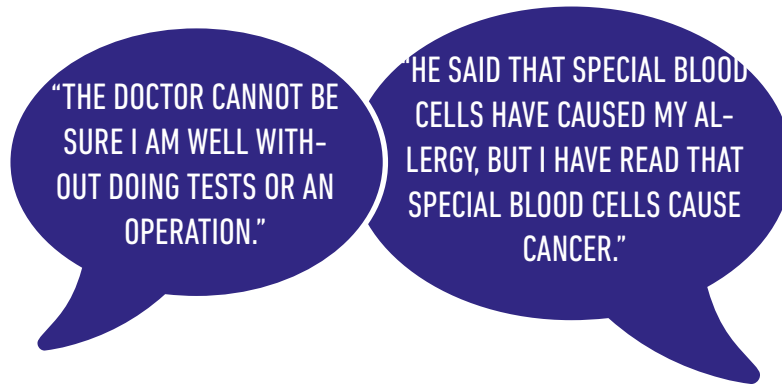 “THE DOCTOR CANNOT BE
SURE I AM WELL WITH-
OUT DOING TESTS OR AN
OPERATION.”
“HE SAID THAT SPECIAL BLOOD
CELLS HAVE CAUSED MY AL-
LERGY, BUT I HAVE READ THAT
SPECIAL BLOOD CELLS CAUSE
CANCER.”